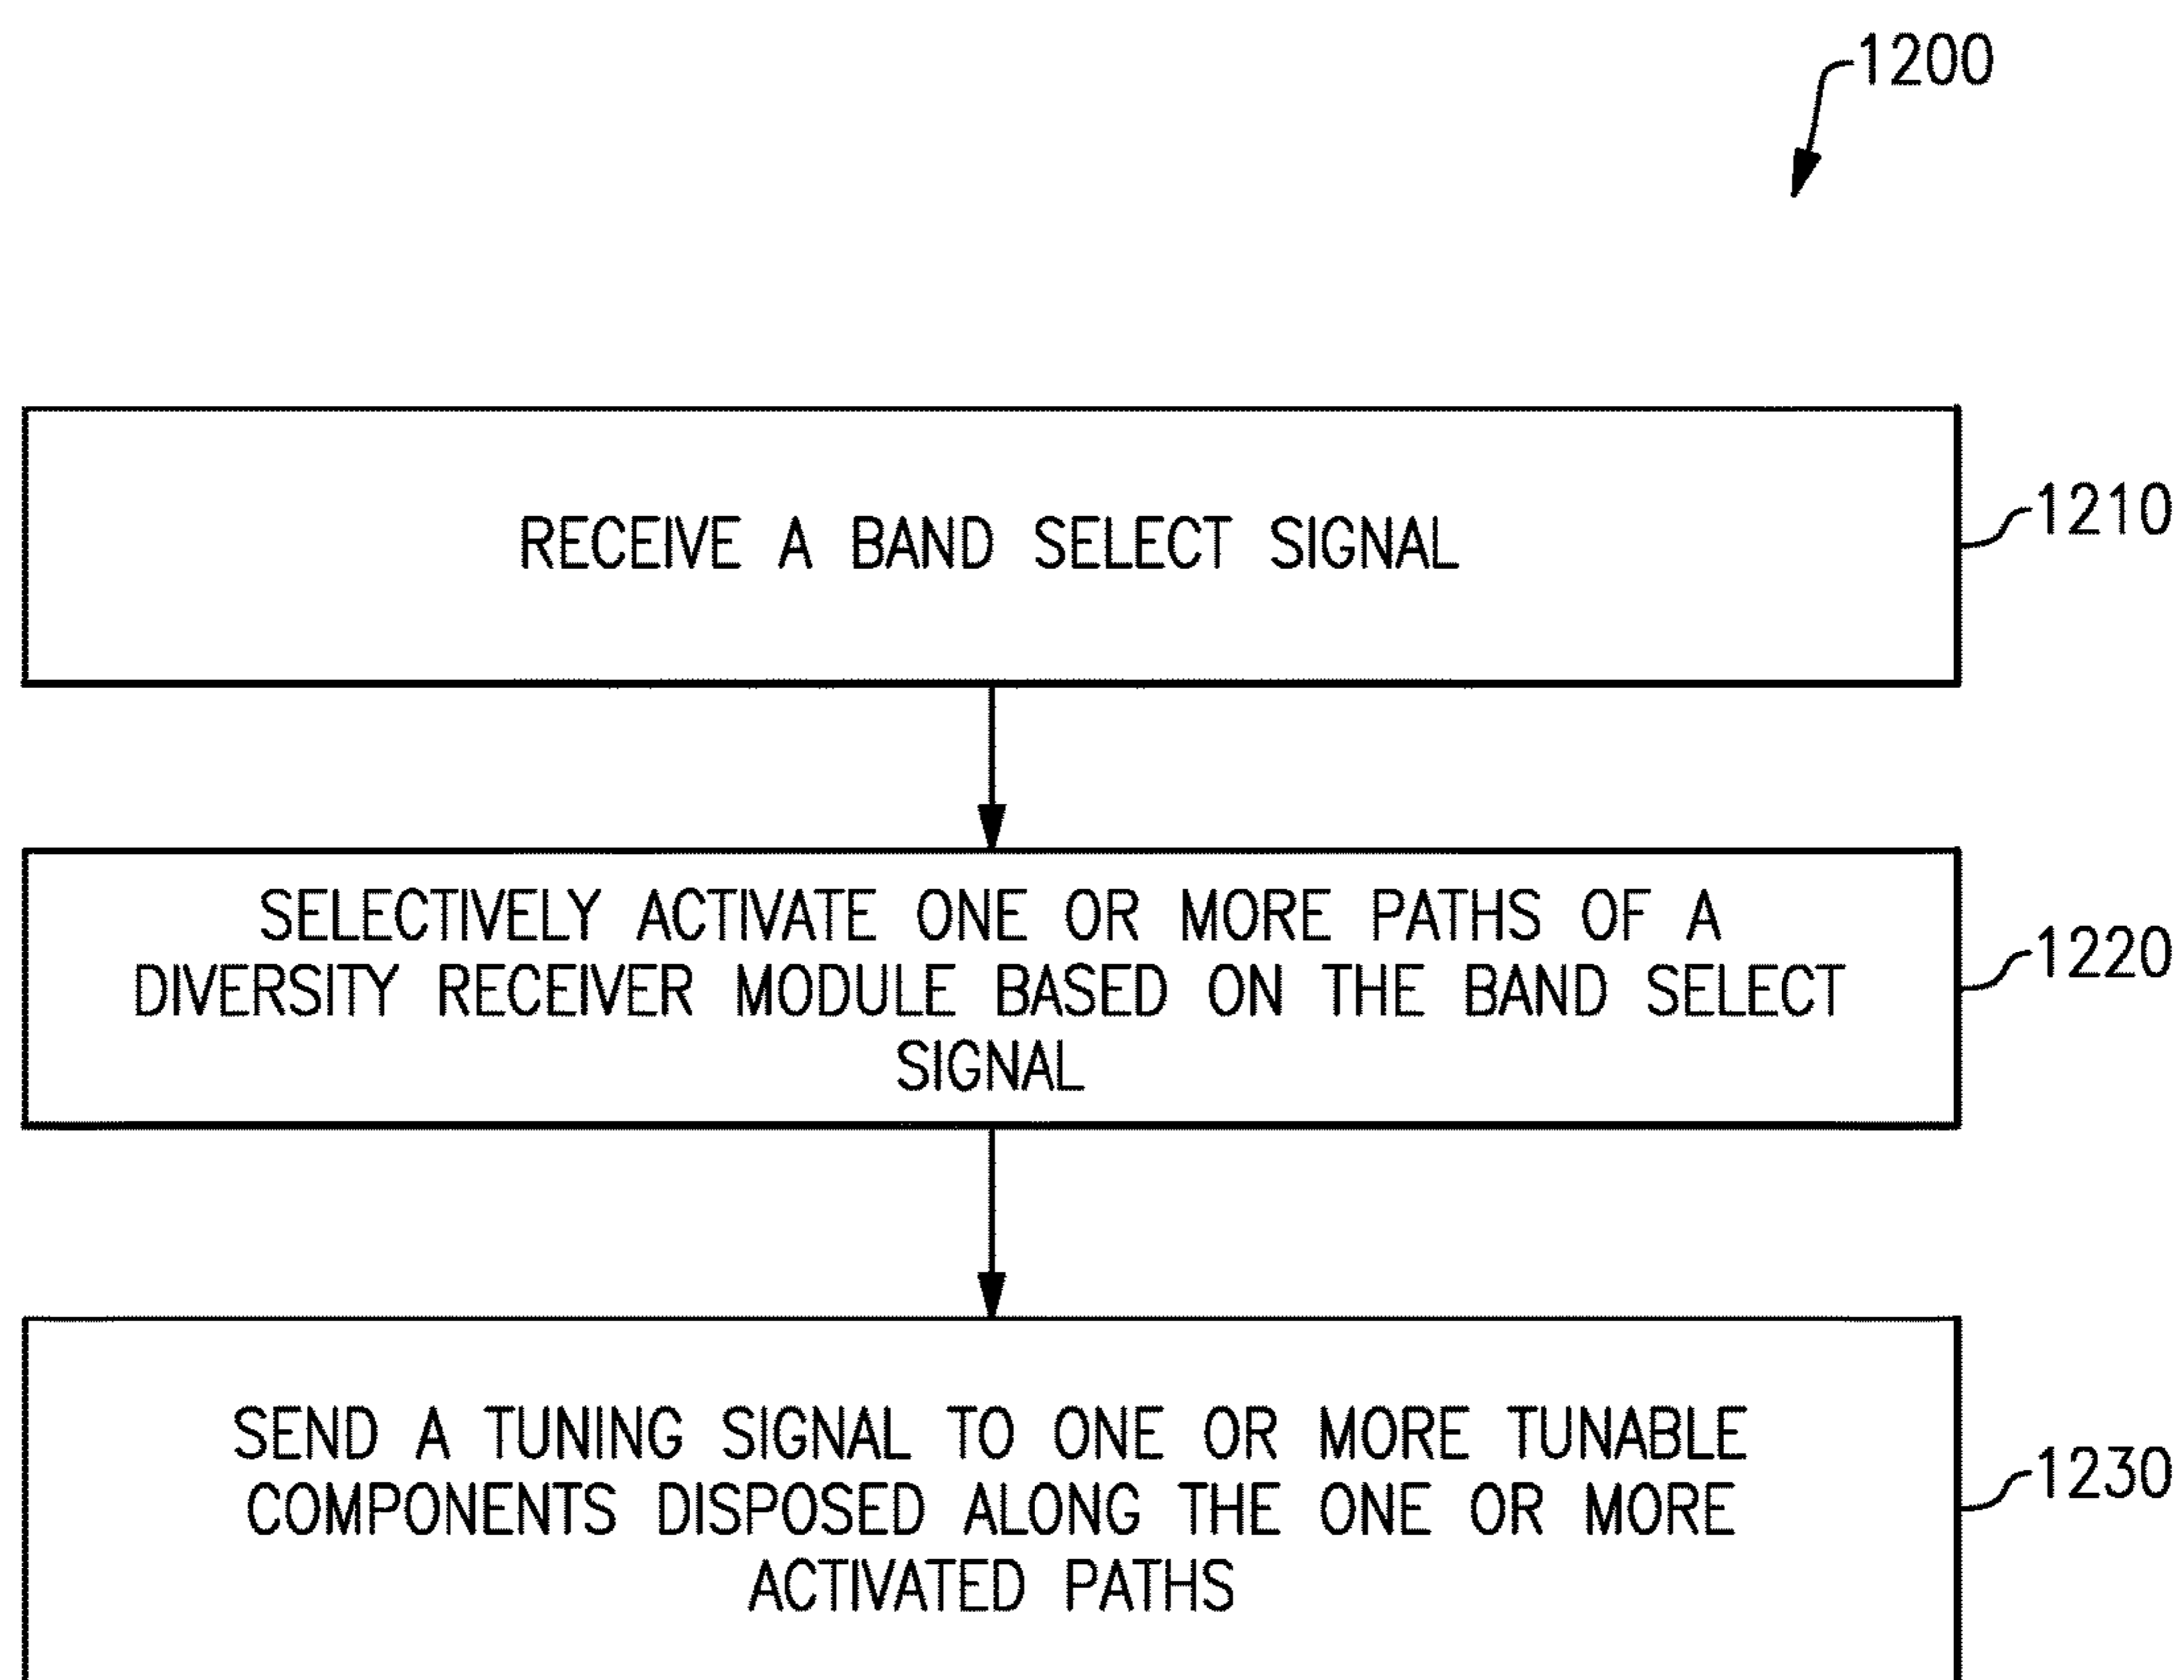 1200
RECEIVE A BAND SELECT SIGNAL
1210
SELECTIVELY ACTIVATE ONE OR MORE PATHS OF A
DIVERSITY RECEIVER MODULE BASED ON THE BAND SELECT
SIGNAL
1220
SEND A TUNING SIGNAL TO ONE OR MORE TUNABLE
COMPONENTS DISPOSED ALONG THE ONE OR MORE
ACTIVATED PATHS
1230